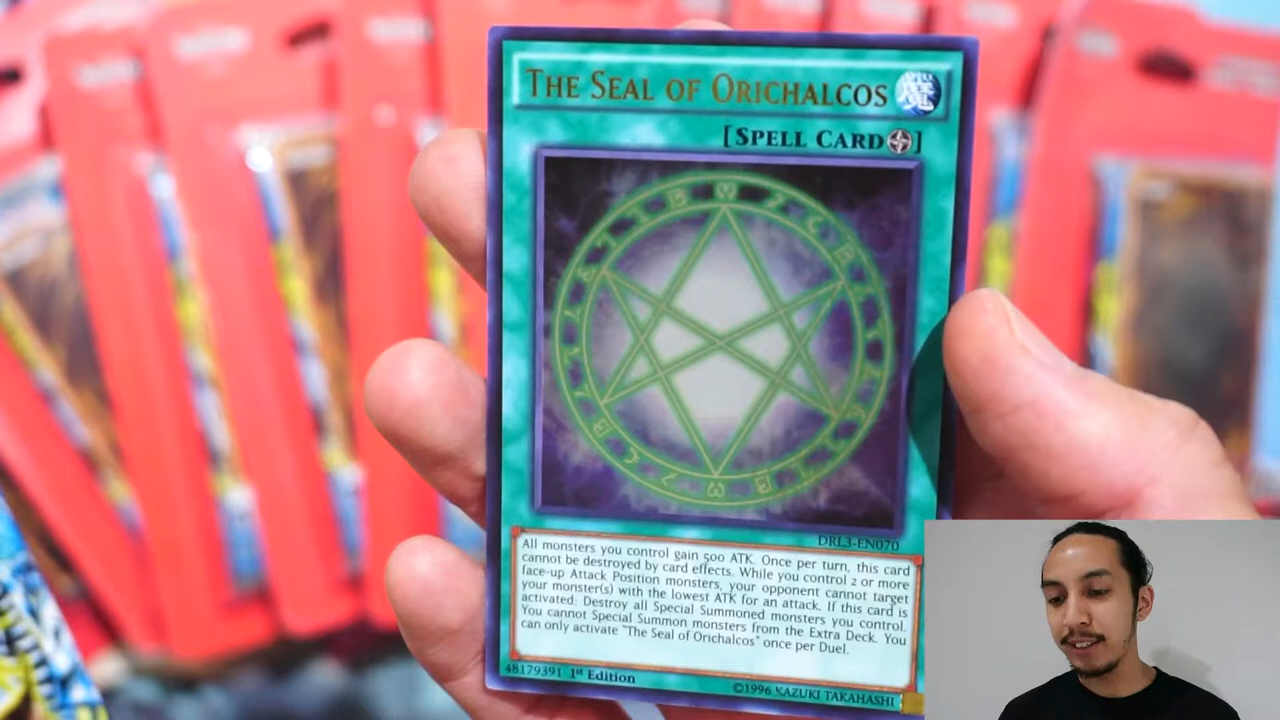 THE SEAL OF ORICHALCOS
[SPELL CARD]
DRL3-EN070
All monsters you control gain 500 ATK. Once per turn, this card
cannot be destroyed by card effects. While you control 2 or more
face-up Attack Position monsters, your opponent cannot target
your monster(s) with the lowest ATK for an attack. If this card is
activated: Destroy all Special Summoned monsters you control.
You cannot Special Summon monsters from the Extra Deck. You
can only activate "The Seal of Orichalcos" once per Duel.
48179391 1st Edition
©1996 KAZUKI TAKAHASHI